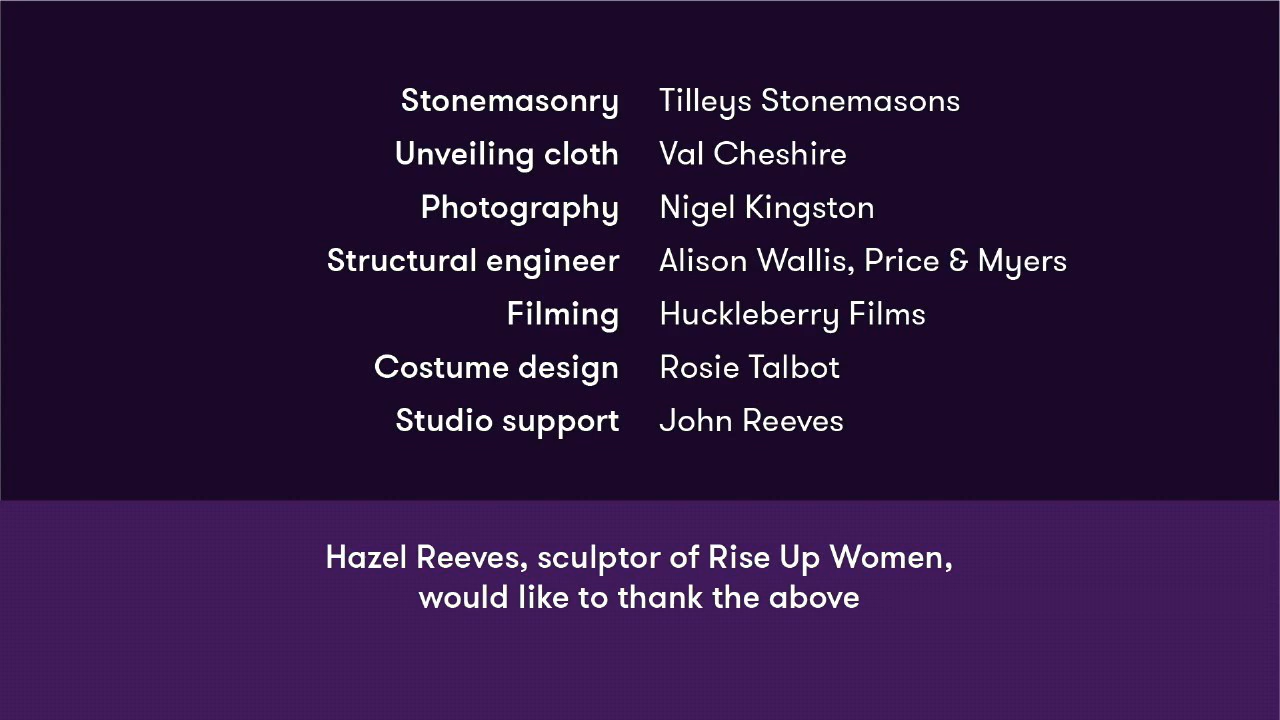 Stonemasonry Tilleys Stonemasons
Unveiling cloth Val Cheshire
Photography Nigel Kingston
Structural engineer Alison Wallis, Price & Myers
Filming Huckleberry Films
Costume design Rosie Talbot
Studio support John Reeves
Hazel Reeves, sculptor of Rise Up Women,
would like to thank the above